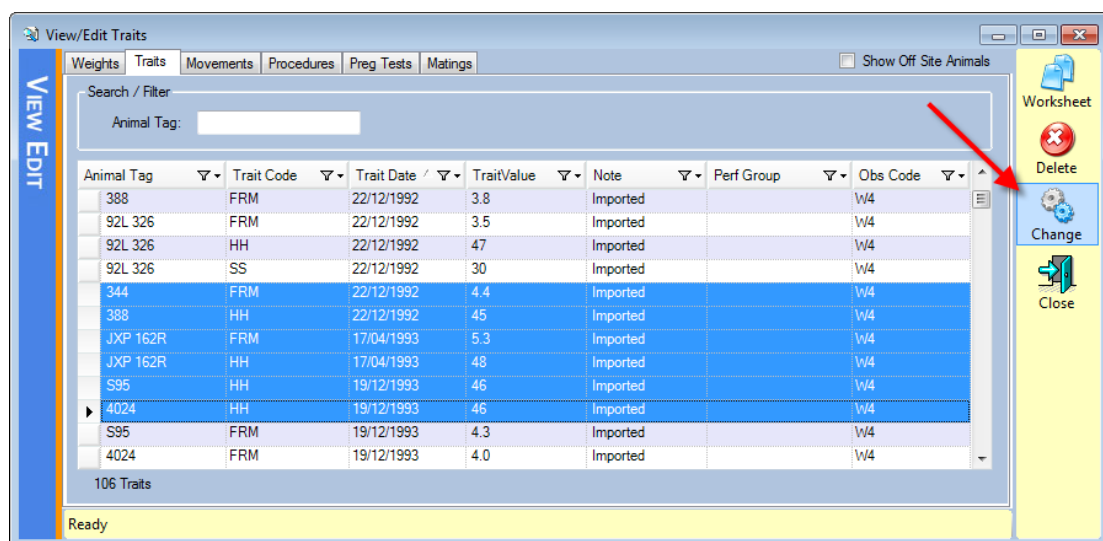 View/Edit Traits
VIEW EDIT
Weights Traits Movements Procedures Preg Tests Matings Show Off Site Animals
Search / Filter
Animal Tag:
Animal Tag Trait Code Trait Date TraitValue Note Perf Group Obs Code
388 FRM 22/12/1992 3.8 Imported W4
92L 326 FRM 22/12/1992 3.5 Imported W4
92L 326 HH 22/12/1992 47 Imported W4
92L 326 SS 22/12/1992 30 Imported W4
344 FRM 22/12/1992 4.4 Imported W4
388 HH 22/12/1992 45 Imported W4
JXP 162R FRM 17/04/1993 5.3 Imported W4
JXP 162R HH 17/04/1993 48 Imported W4
S95 HH 19/12/1993 46 Imported W4
4024 HH 19/12/1993 46 Imported W4
S95 FRM 19/12/1993 4.3 Imported W4
4024 FRM 19/12/1993 4.0 Imported W4
106 Traits
Ready
Worksheet
Delete
Change
Close